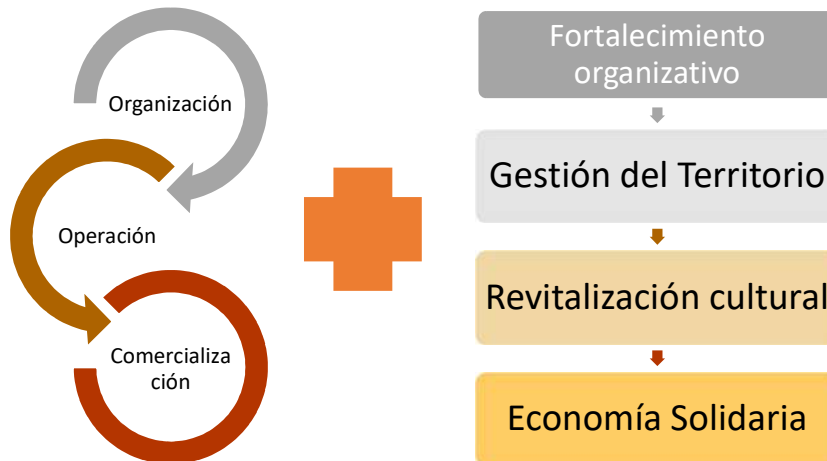 Organización
Operación
Comercializa
ción
Fortalecimiento
organizativo
Gestión del Territorio
Revitalización cultural
Economía Solidaria